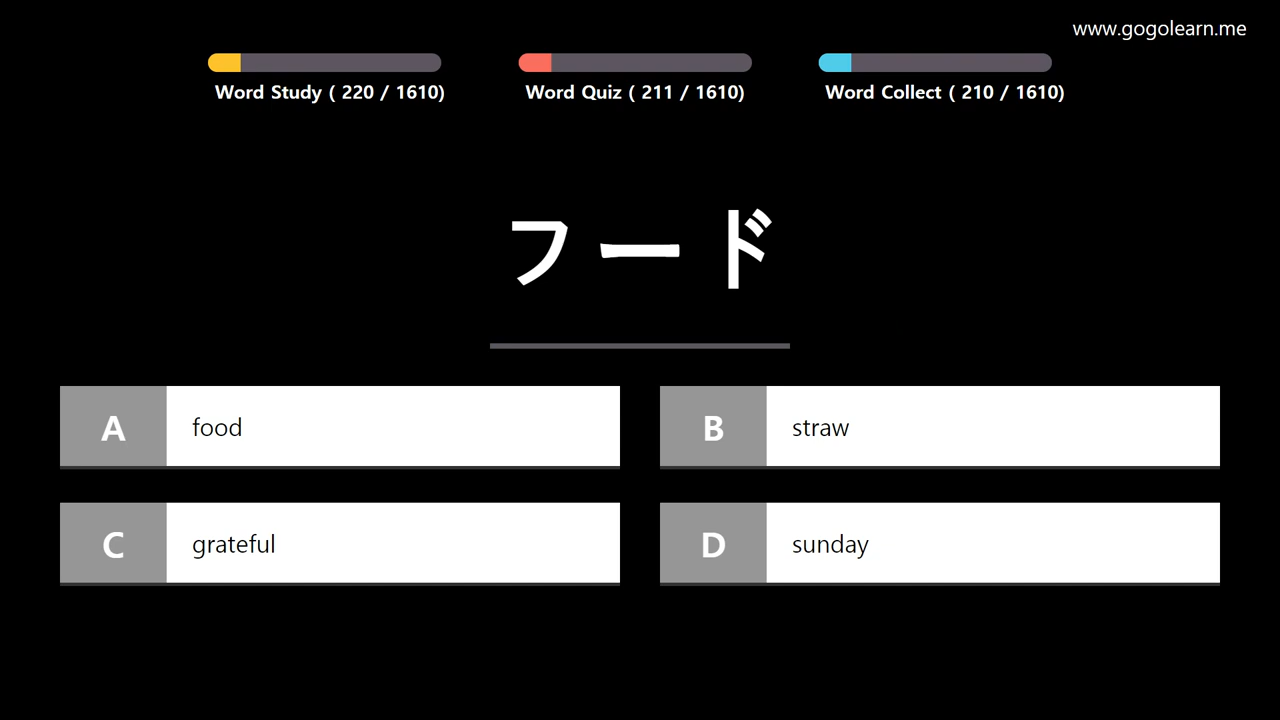 www.gogolearn.me
Word Study ( 220 / 1610)
Word Quiz ( 211 / 1610)
Word Collect ( 210 / 1610)
フード
A food
B straw
C grateful
D sunday